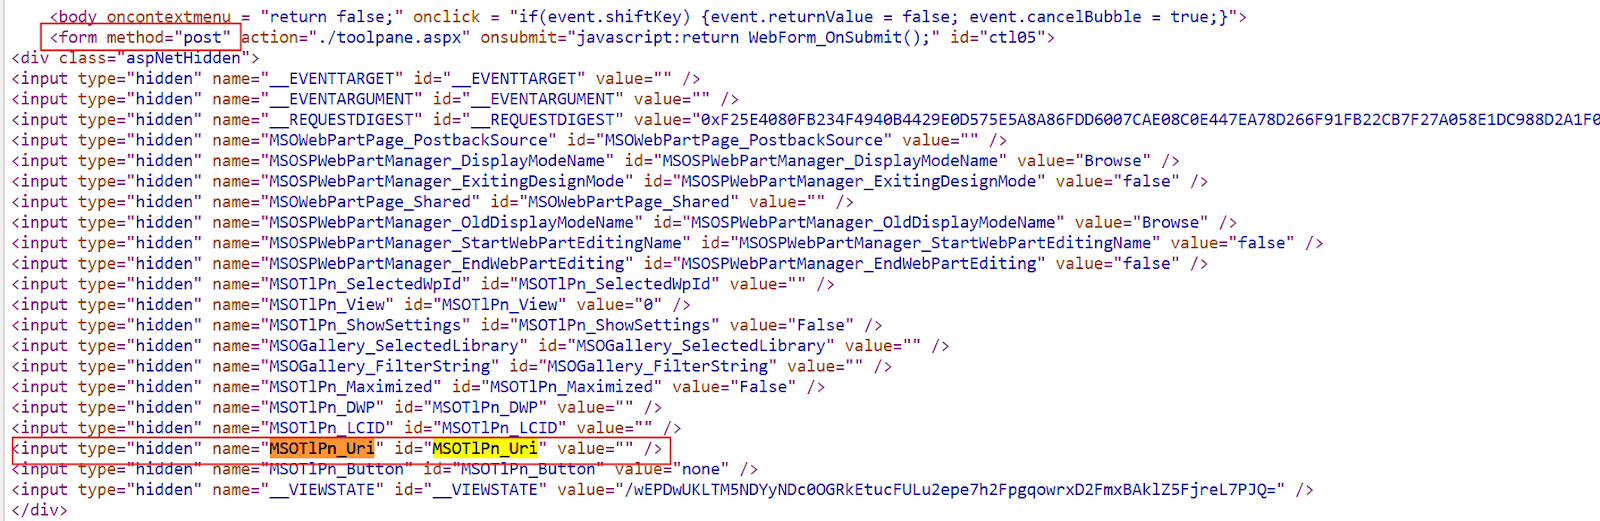 <body oncontextmenu = "return false;" onclick = "if(event.shiftKey) {event.returnValue = false; event.cancelBubble = true;}">
<form method="post" action="./toolpane.aspx" onsubmit="javascript:return WebForm_OnSubmit();" id="ctl05">
<div class="aspNetHidden">
<input type="hidden" name="__EVENTTARGET" id="__EVENTTARGET" value="" />
<input type="hidden" name="__EVENTARGUMENT" id="__EVENTARGUMENT" value="" />
<input type="hidden" name="__REQUESTDIGEST" id="__REQUESTDIGEST" value="0xF25E4080FB234F4940B4429E0D575E5A8A86FDD6007CAE08C0E447EA78D266F91FB22CB7F27A058E1DC988D2A1F0
<input type="hidden" name="MSOWebPartPage_PostbackSource" id="MSOWebPartPage_PostbackSource" value="" />
<input type="hidden" name="MSOSPWebPartManager_DisplayModeName" id="MSOSPWebPartManager_DisplayModeName" value="Browse" />
<input type="hidden" name="MSOSPWebPartManager_ExitingDesignMode" id="MSOSPWebPartManager_ExitingDesignMode" value="false" />
<input type="hidden" name="MSOWebPartPage_Shared" id="MSOWebPartPage_Shared" value="" />
<input type="hidden" name="MSOSPWebPartManager_OldDisplayModeName" id="MSOSPWebPartManager_OldDisplayModeName" value="Browse" />
<input type="hidden" name="MSOSPWebPartManager_StartWebPartEditingName" id="MSOSPWebPartManager_StartWebPartEditingName" value="false" />
<input type="hidden" name="MSOSPWebPartManager_EndWebPartEditing" id="MSOSPWebPartManager_EndWebPartEditing" value="false" />
<input type="hidden" name="MSOTlPn_SelectedWpId" id="MSOTlPn_SelectedWpId" value="" />
<input type="hidden" name="MSOTlPn_View" id="MSOTlPn_View" value="0" />
<input type="hidden" name="MSOTlPn_ShowSettings" id="MSOTlPn_ShowSettings" value="False" />
<input type="hidden" name="MSOGallery_SelectedLibrary" id="MSOGallery_SelectedLibrary" value="" />
<input type="hidden" name="MSOGallery_FilterString" id="MSOGallery_FilterString" value="" />
<input type="hidden" name="MSOTlPn_Maximized" id="MSOTlPn_Maximized" value="False" />
<input type="hidden" name="MSOTlPn_DWP" id="MSOTlPn_DWP" value="" />
<input type="hidden" name="MSOTlPn_LCID" id="MSOTlPn_LCID" value="" />
<input type="hidden" name="MSOTlPn_Uri" id="MSOTlPn_Uri" value="" />
<input type="hidden" name="MSOTlPn_Button" id="MSOTlPn_Button" value="none" />
<input type="hidden" name="__VIEWSTATE" id="__VIEWSTATE" value="/wEPDwUKLTM5NDYyNDc0OGRkEtucFULu2epe7h2FpgqowrxD2FmxBAklZ5FjreL7PJQ=" />
</div>